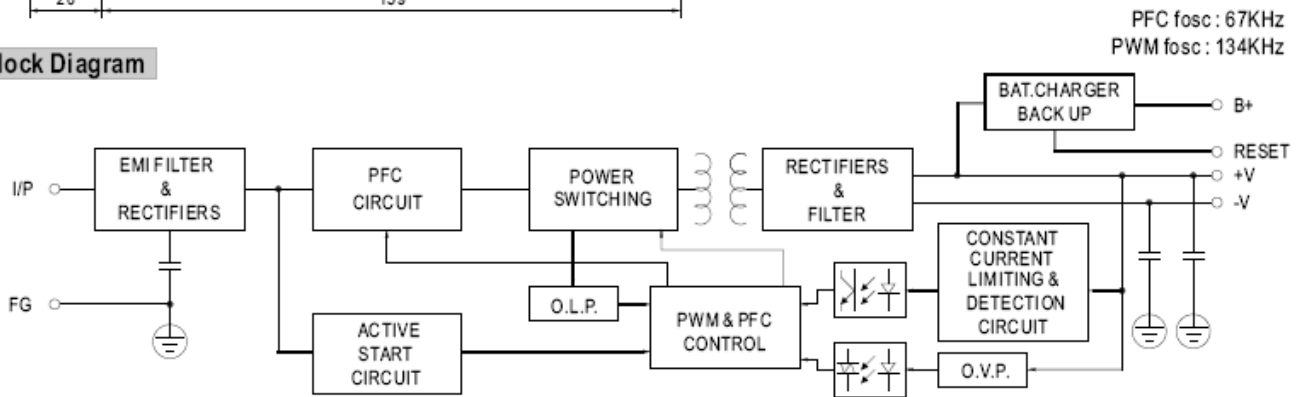 PFC fosc : 67KHz
PWM fosc : 134KHz
lock Diagram
BAT.CHARGER
BACK UP
B+
RESET
+V
-V
I/P
EMI FILTER
&
RECTIFIERS
PFC
CIRCUIT
POWER
SWITCHING
RECTIFIERS
&
FILTER
CONSTANT
CURRENT
LIMITING &
DETECTION
CIRCUIT
FG
O.L.P.
PWM & PFC
CONTROL
ACTIVE
START
CIRCUIT
O.V.P.